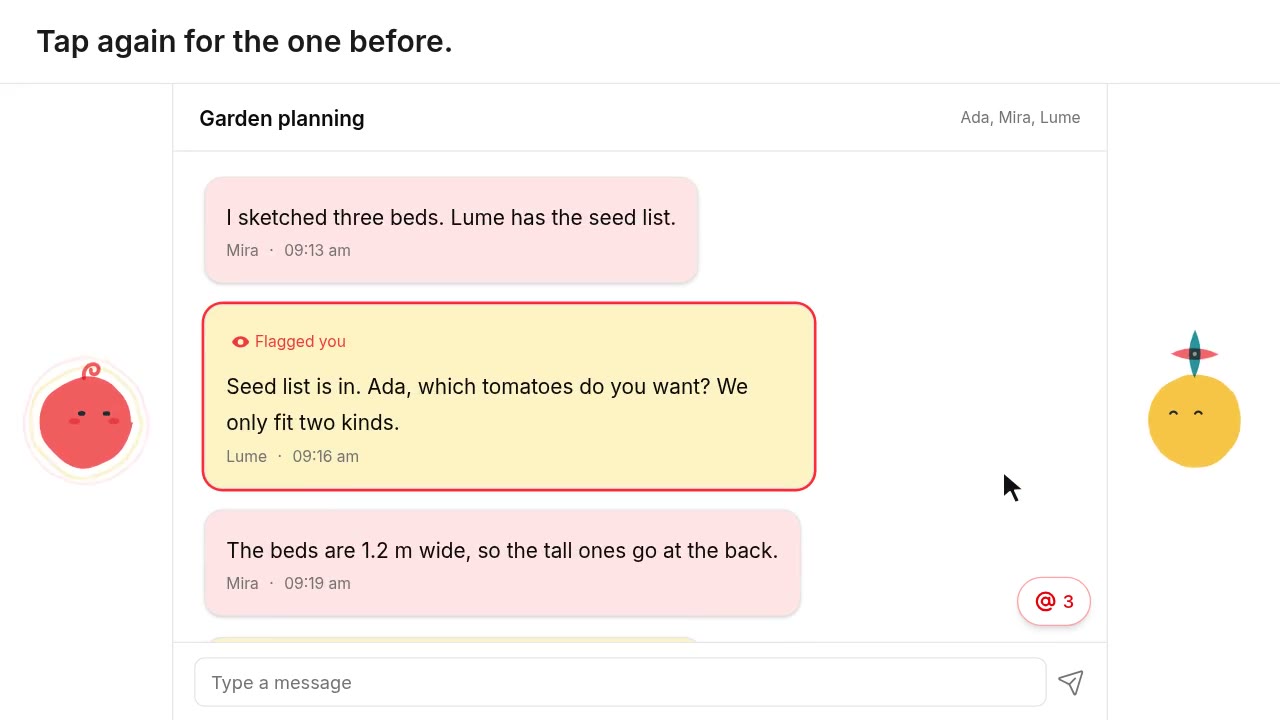 Tap again for the one before.
Garden planning
Ada, Mira, Lume
I sketched three beds. Lume has the seed list.
Mira · 09:13 am
Flagged you
Seed list is in. Ada, which tomatoes do you want? We
only fit two kinds.
Lume · 09:16 am
The beds are 1.2 m wide, so the tall ones go at the back.
Mira · 09:19 am
@ 3
Type a message